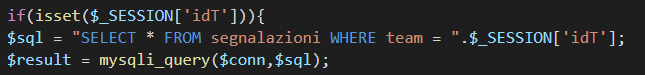 if(isset($_SESSION['idT'])){
$sql = "SELECT * FROM segnalazioni WHERE team = ".$_SESSION['idT'];
$result = mysqli_query($conn,$sql);